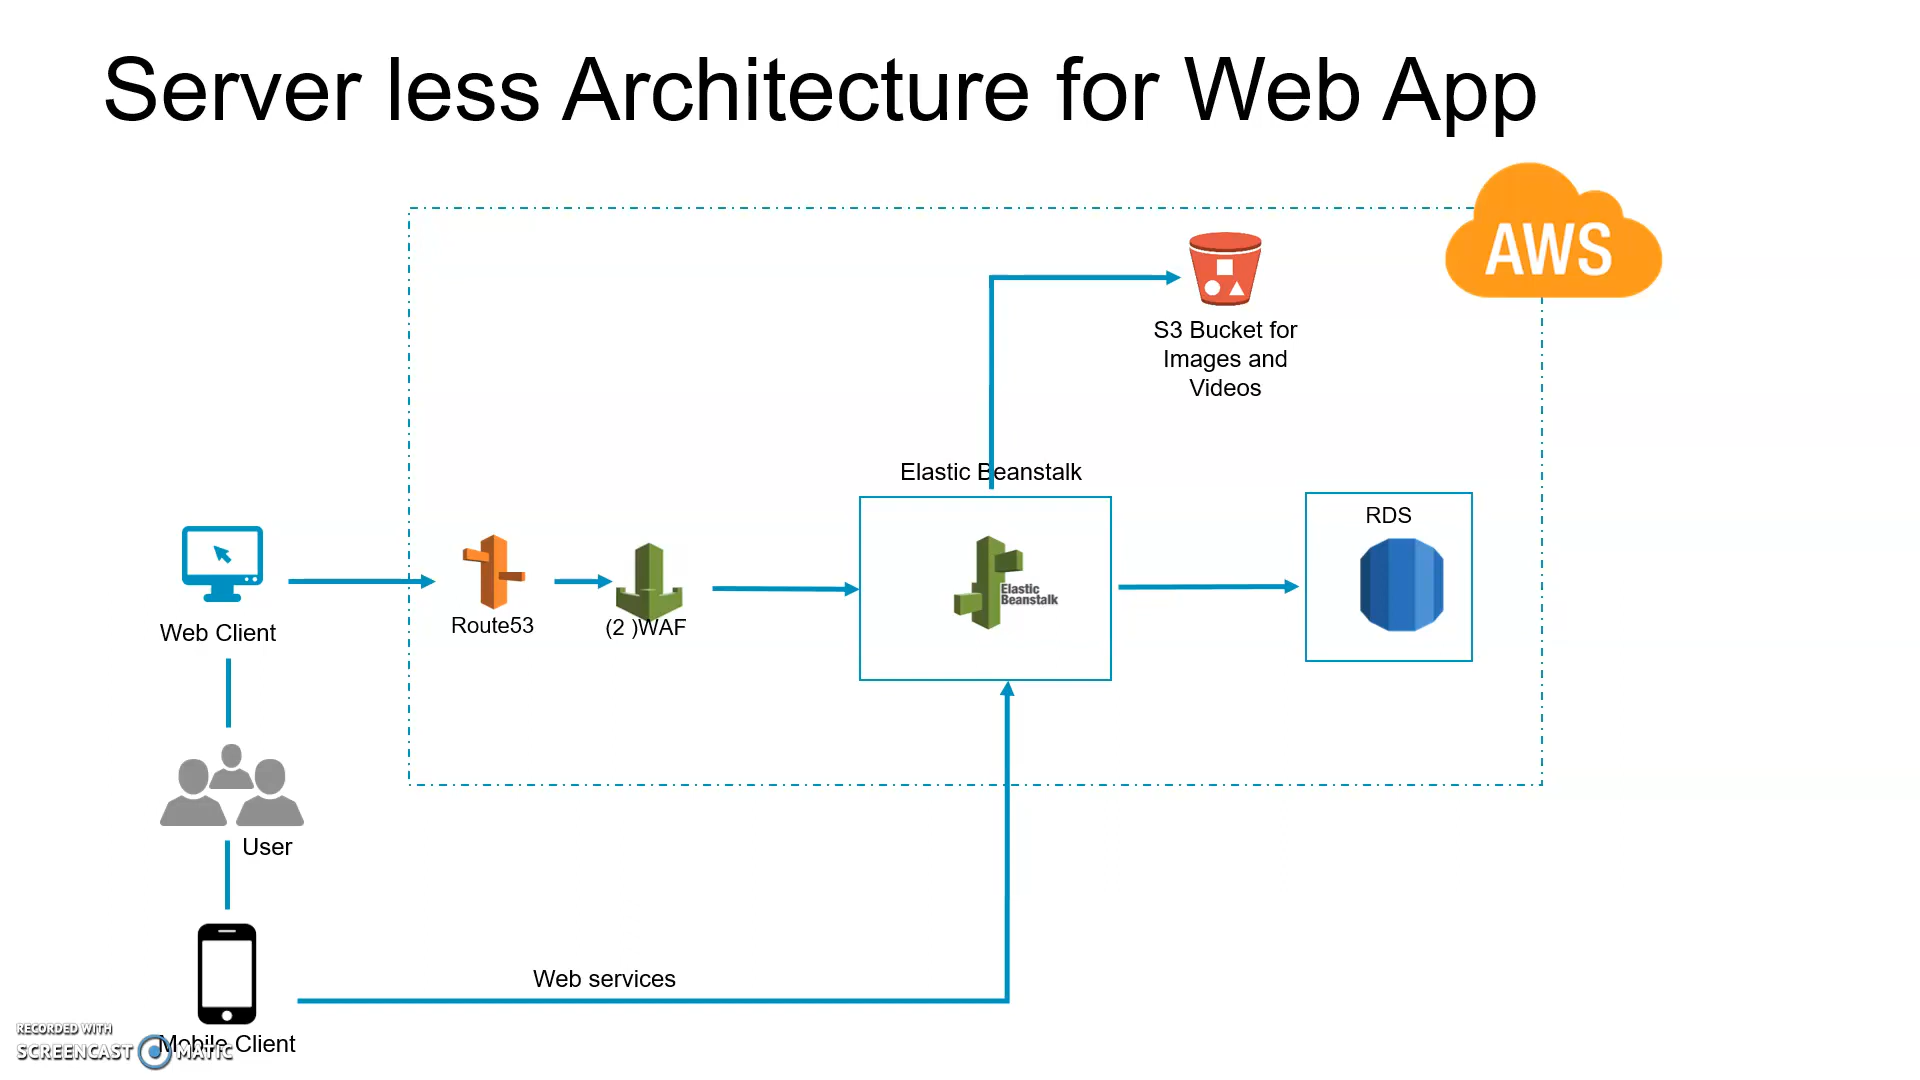 Server less Architecture for Web App
AWS
S3 Bucket for
Images and
Videos
Elastic Beanstalk
RDS
Elastic
Beanstalk
Route53
(2 )WAF
Web Client
User
Web services
Mobile Client
RECORDED WITH
SCREENCAST MATIC